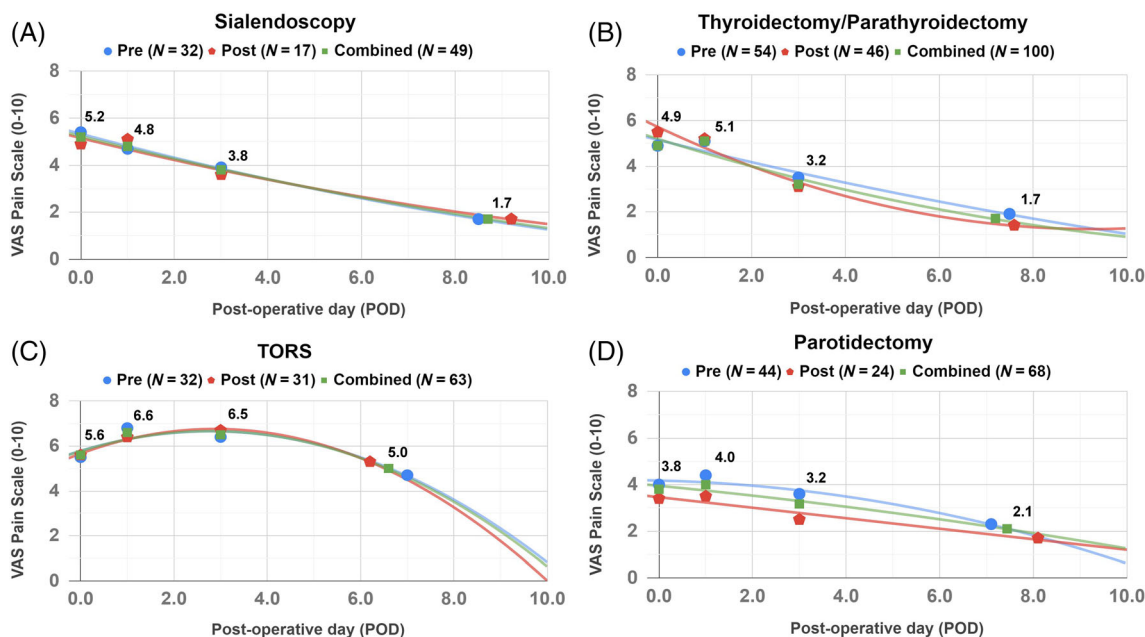 (A)
Sialendoscopy
Pre (N = 32) Post (N = 17) Combined (N = 49)
VAS Pain Scale (0-10)
8
6
4
2
0
5.2
4.8
3.8
1.7
0.0 2.0 4.0 6.0 8.0 10.0
Post-operative day (POD)
(B)
Thyroidectomy/Parathyroidectomy
Pre (N = 54) Post (N = 46) Combined (N = 100)
VAS Pain Scale (0-10)
8
6
4
2
0
4.9
5.1
3.2
1.7
0.0 2.0 4.0 6.0 8.0 10.0
Post-operative day (POD)
(C)
TORS
Pre (N = 32) Post (N = 31) Combined (N = 63)
VAS Pain Scale (0-10)
8
6
4
2
0
5.6
6.6
6.5
5.0
0.0 2.0 4.0 6.0 8.0 10.0
Post-operative day (POD)
(D)
Parotidectomy
Pre (N = 44) Post (N = 24) Combined (N = 68)
VAS Pain Scale (0-10)
8
6
4
2
0
3.8
4.0
3.2
2.1
0.0 2.0 4.0 6.0 8.0 10.0
Post-operative day (POD)